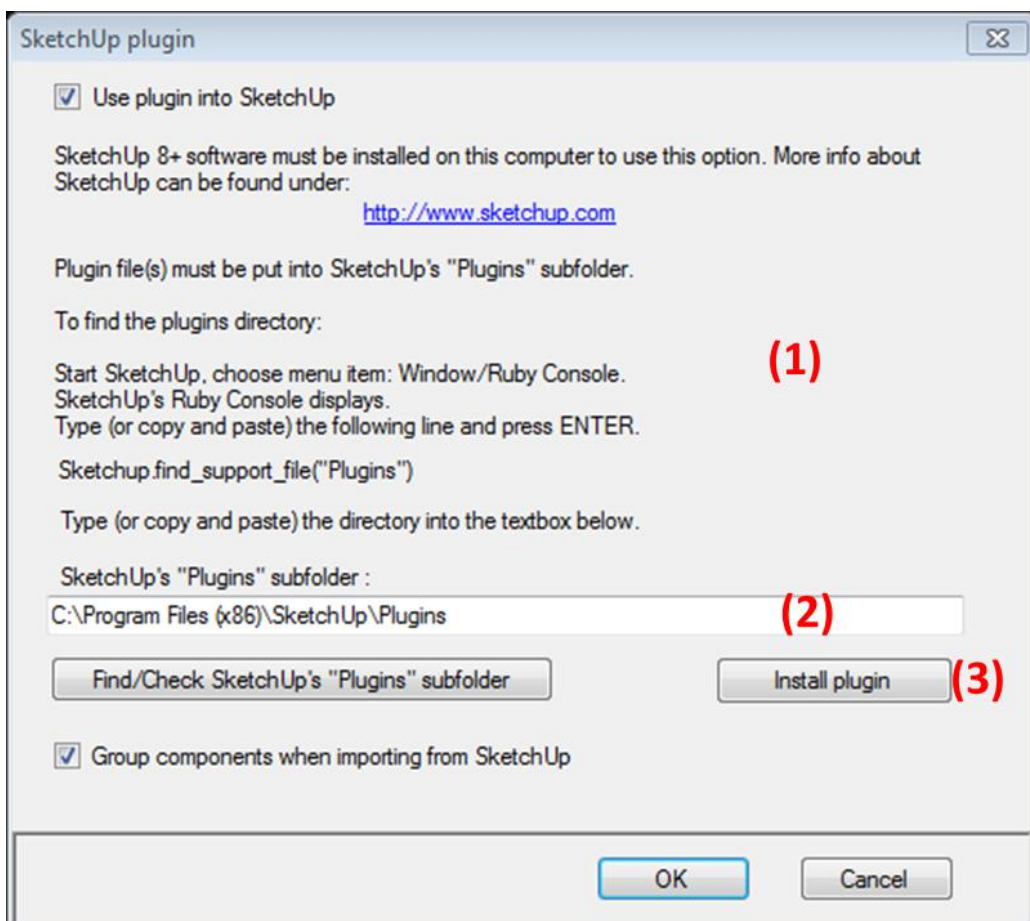 SketchUp plugin
Use plugin into SketchUp
SketchUp 8+ software must be installed on this computer to use this option. More info about
SketchUp can be found under:
http://www.sketchup.com
Plugin file(s) must be put into SketchUp's "Plugins" subfolder.
To find the plugins directory:
(1)
Start SketchUp, choose menu item: Window/Ruby Console.
SketchUp's Ruby Console displays.
Type (or copy and paste) the following line and press ENTER.
Sketchup.find_support_file("Plugins")
Type (or copy and paste) the directory into the textbox below.
SketchUp's "Plugins" subfolder :
C:\Program Files (x86)\SketchUp\Plugins (2)
Find/Check SketchUp's "Plugins" subfolder Install plugin (3)
Group components when importing from SketchUp
OK Cancel